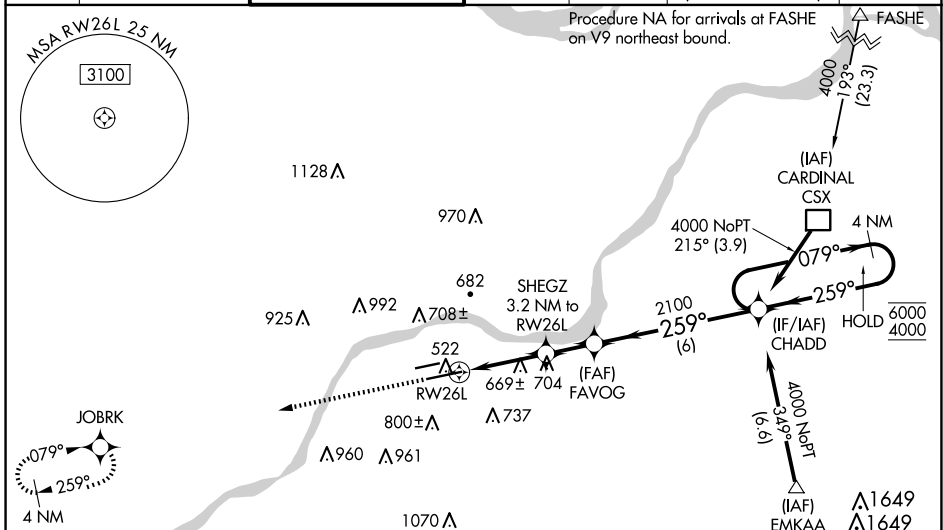 Procedure NA for arrivals at FASHE
on V9 northeast bound.
FASHE
MSA RW26L 25 NM
3100
4000
193°
(23.3)
1128
(IAF)
CARDINAL
CSX
970
4000 NoPT
215° (3.9)
4 NM
079°
682
SHEGZ
3.2 NM to
RW26L
2100
259°
(6)
259°
HOLD
6000
4000
925
992
708±
(IF/IAF)
CHADD
522
RW26L
669±
704
(FAF)
FAVOG
JOBRK
079°
259°
4 NM
800±
737
4000 NoPT
349°
(6.6)
960
961
1070
(IAF)
EMKAA
1649
1649